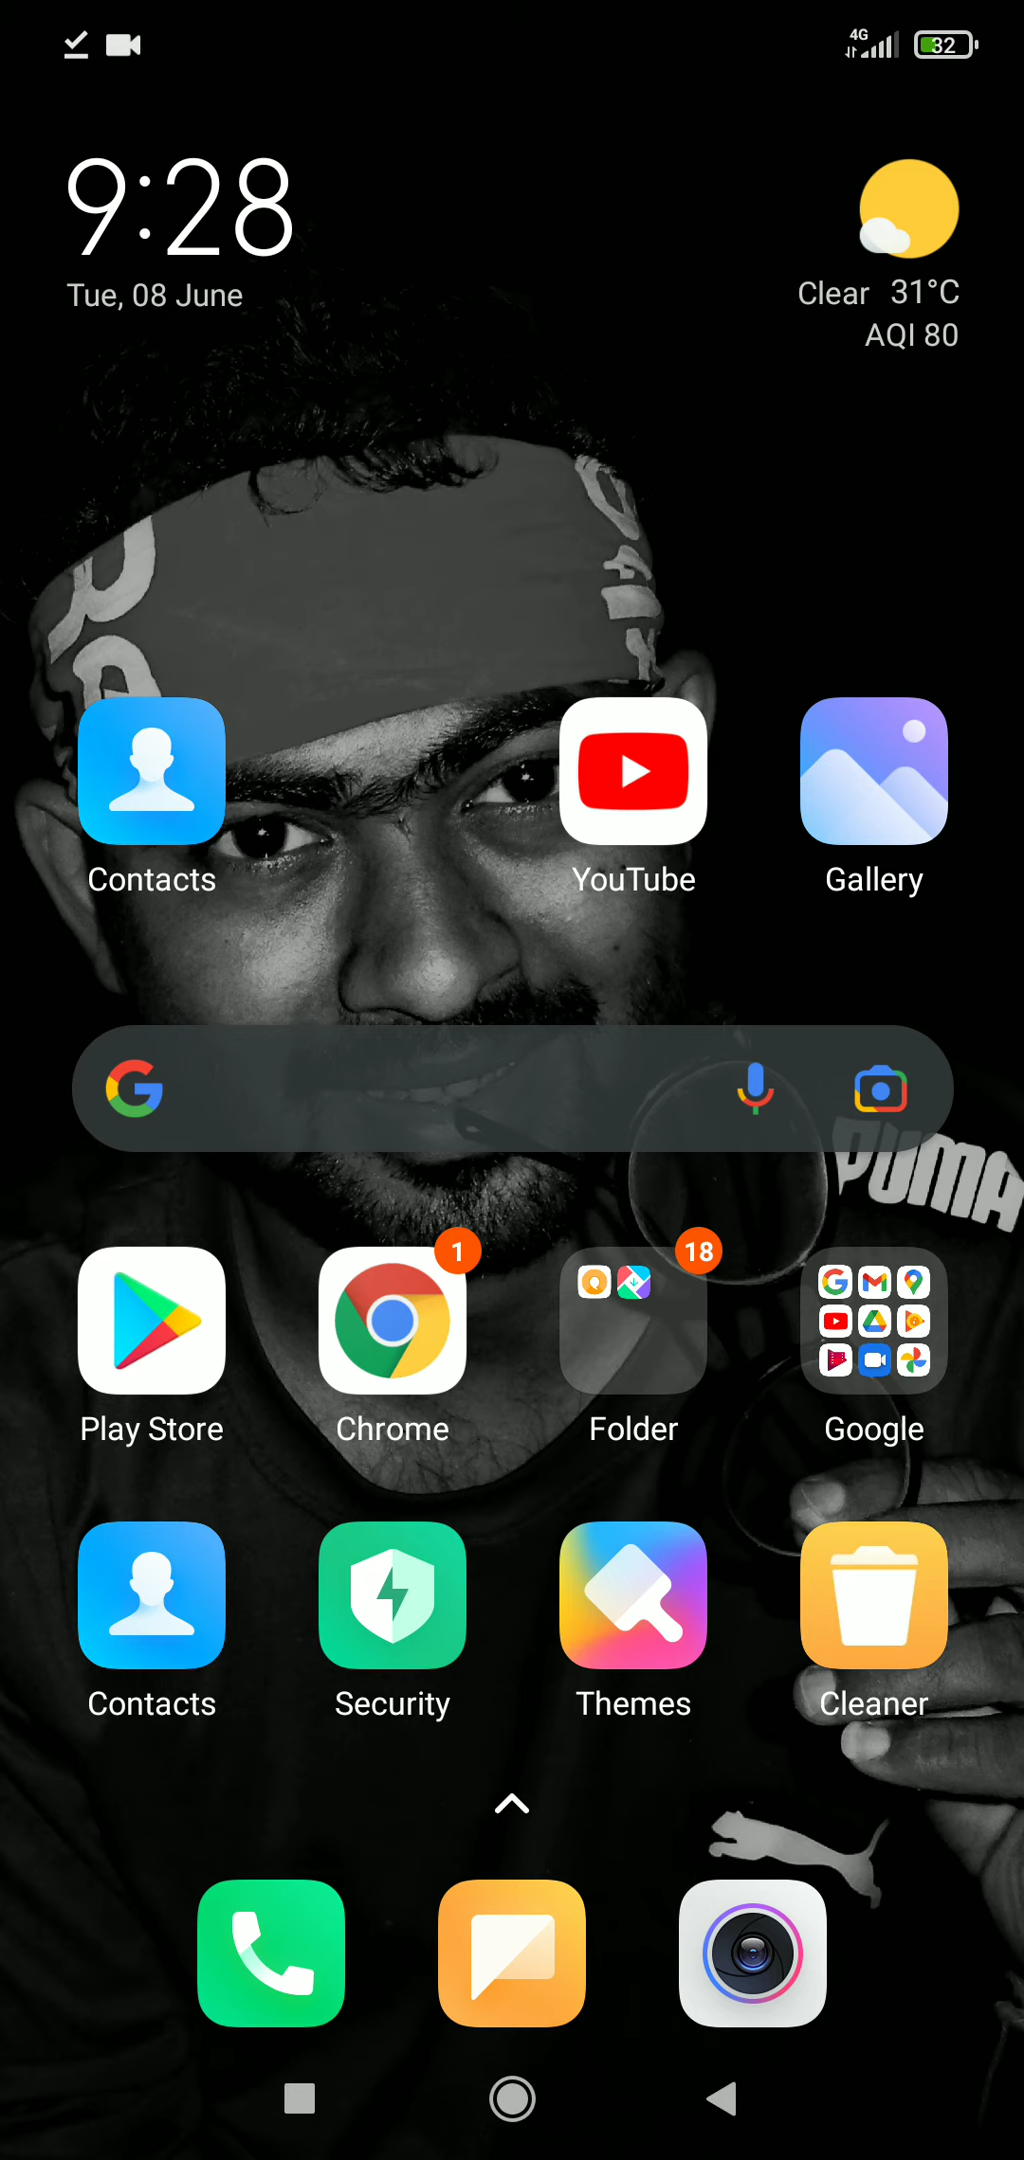 4G
32
9:28
Tue, 08 June
Clear 31°C
AQI 80
Contacts
YouTube
Gallery
PUMA
1
18
Play Store
Chrome
Folder
Google
Contacts
Security
Themes
Cleaner